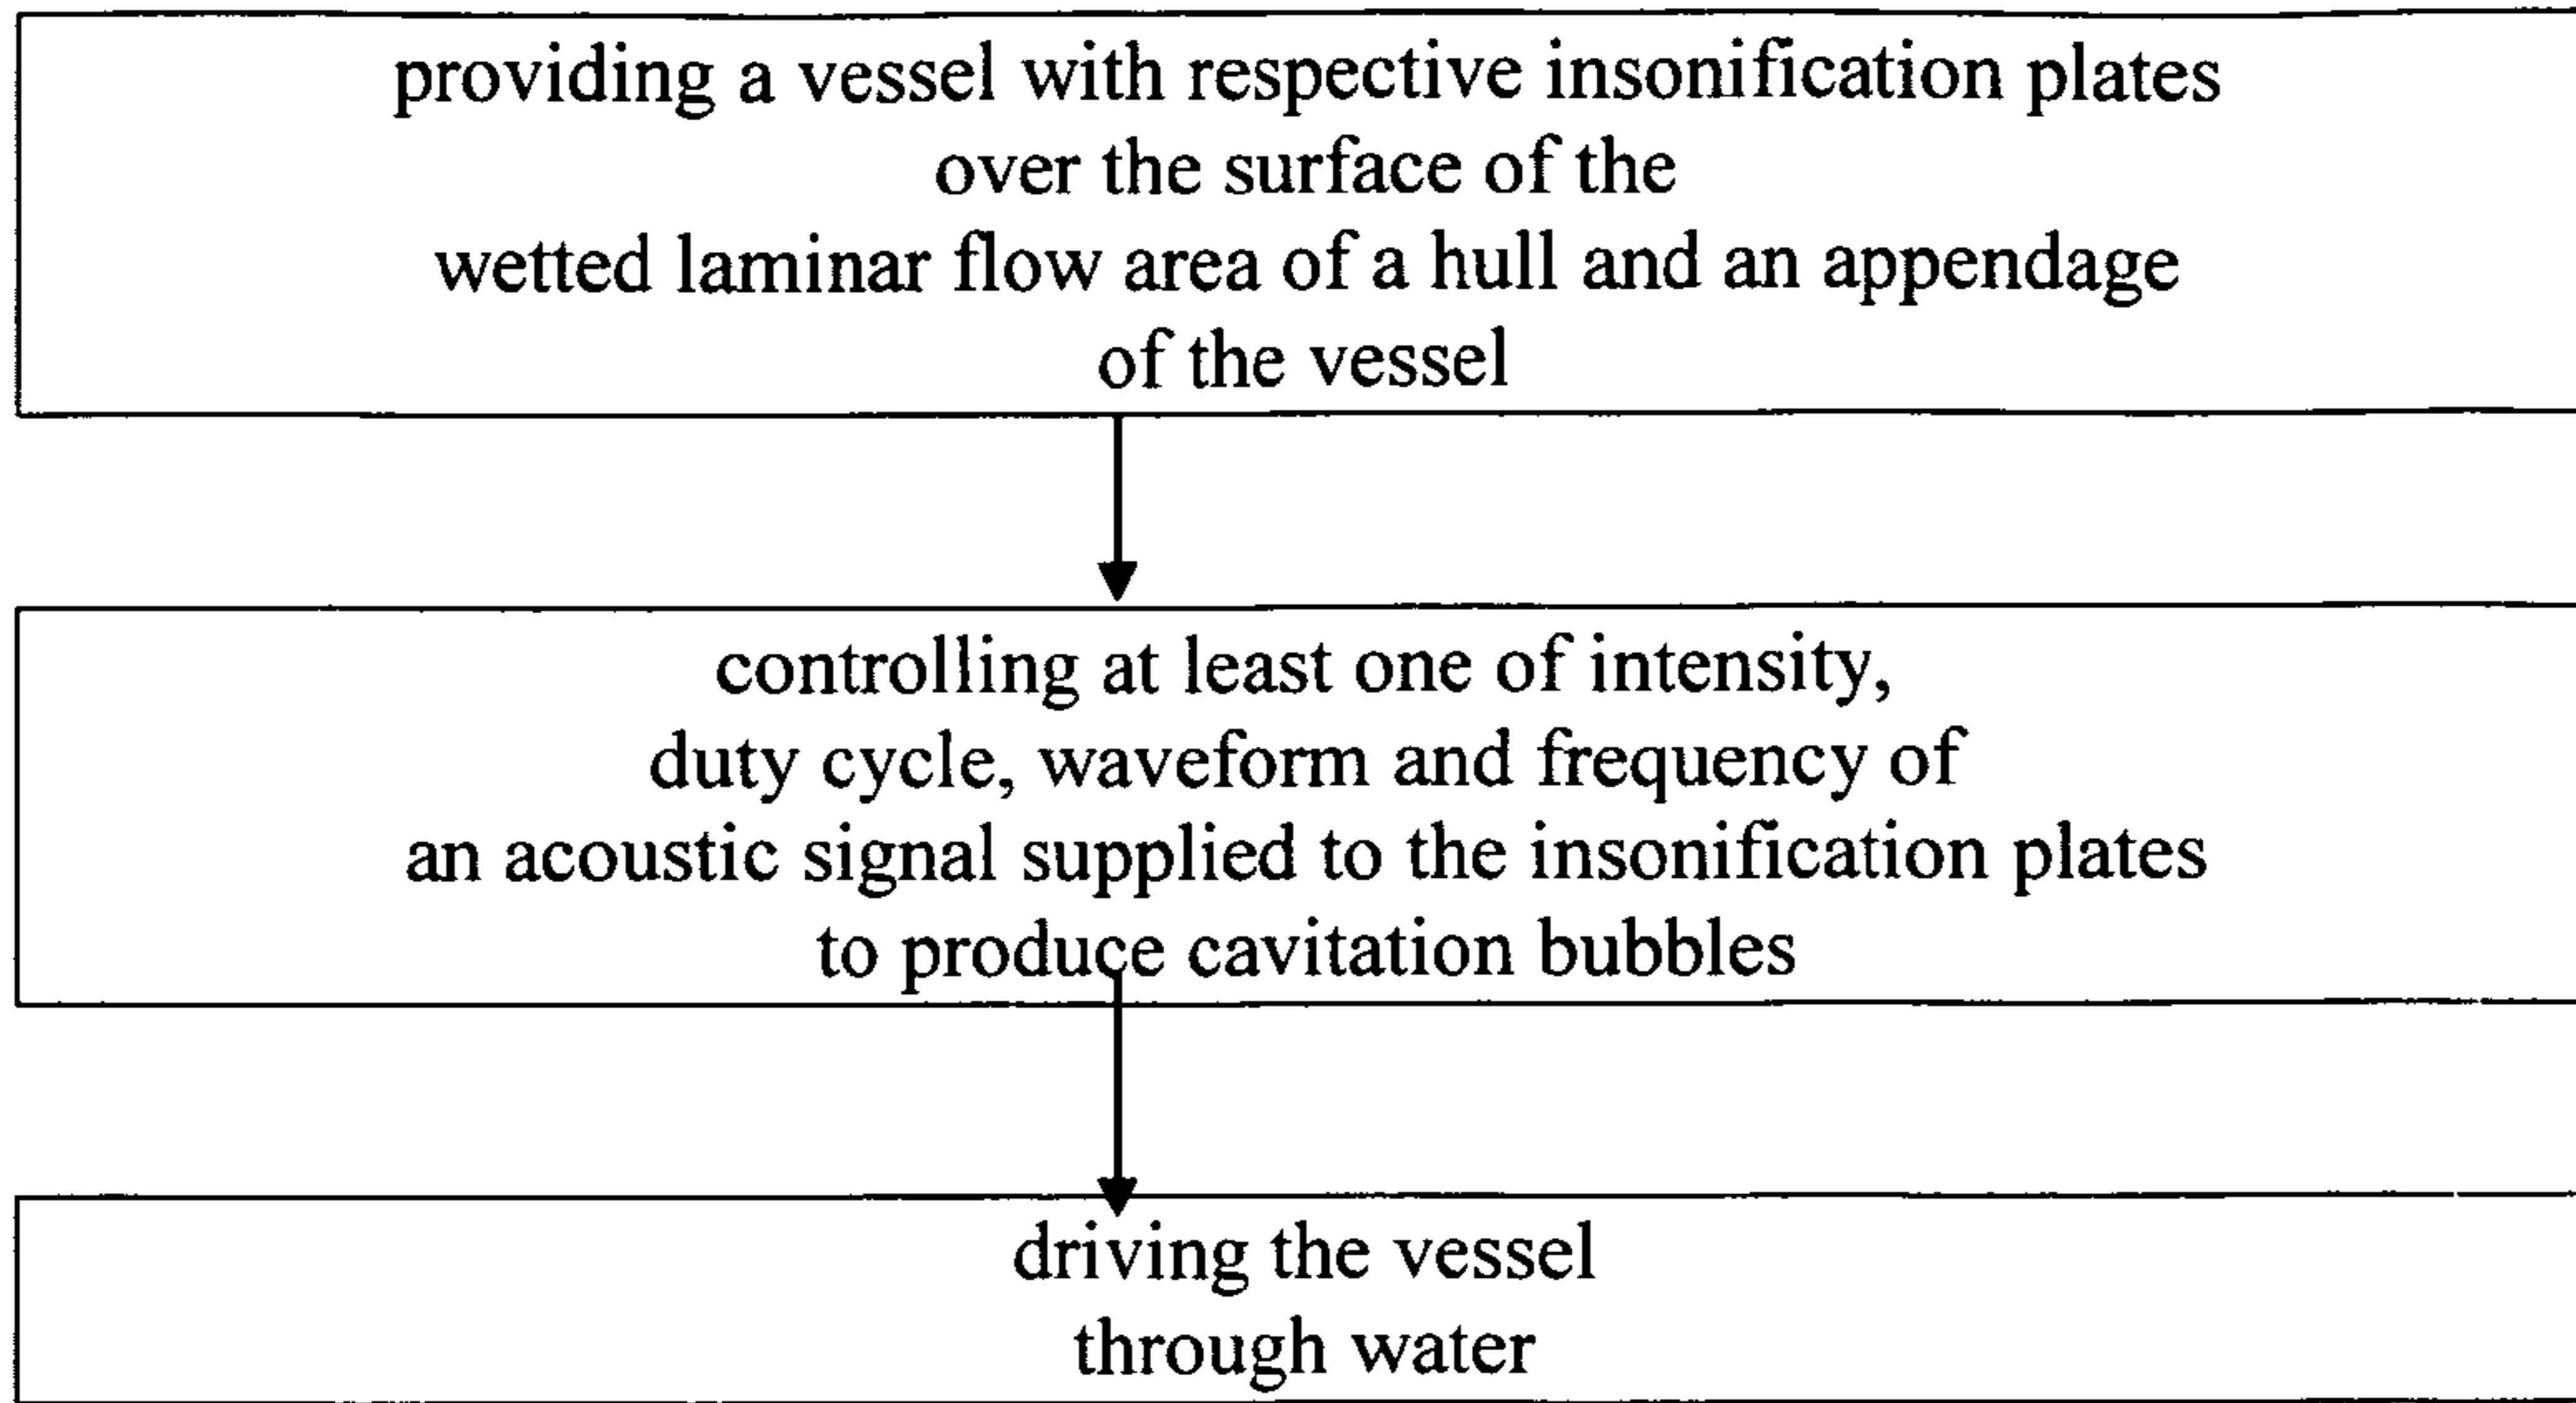 providing a vessel with respective insonification plates
over the surface of the
wetted laminar flow area of a hull and an appendage
of the vessel
controlling at least one of intensity,
duty cycle, waveform and frequency of
an acoustic signal supplied to the insonification plates
to produce cavitation bubbles
driving the vessel
through water